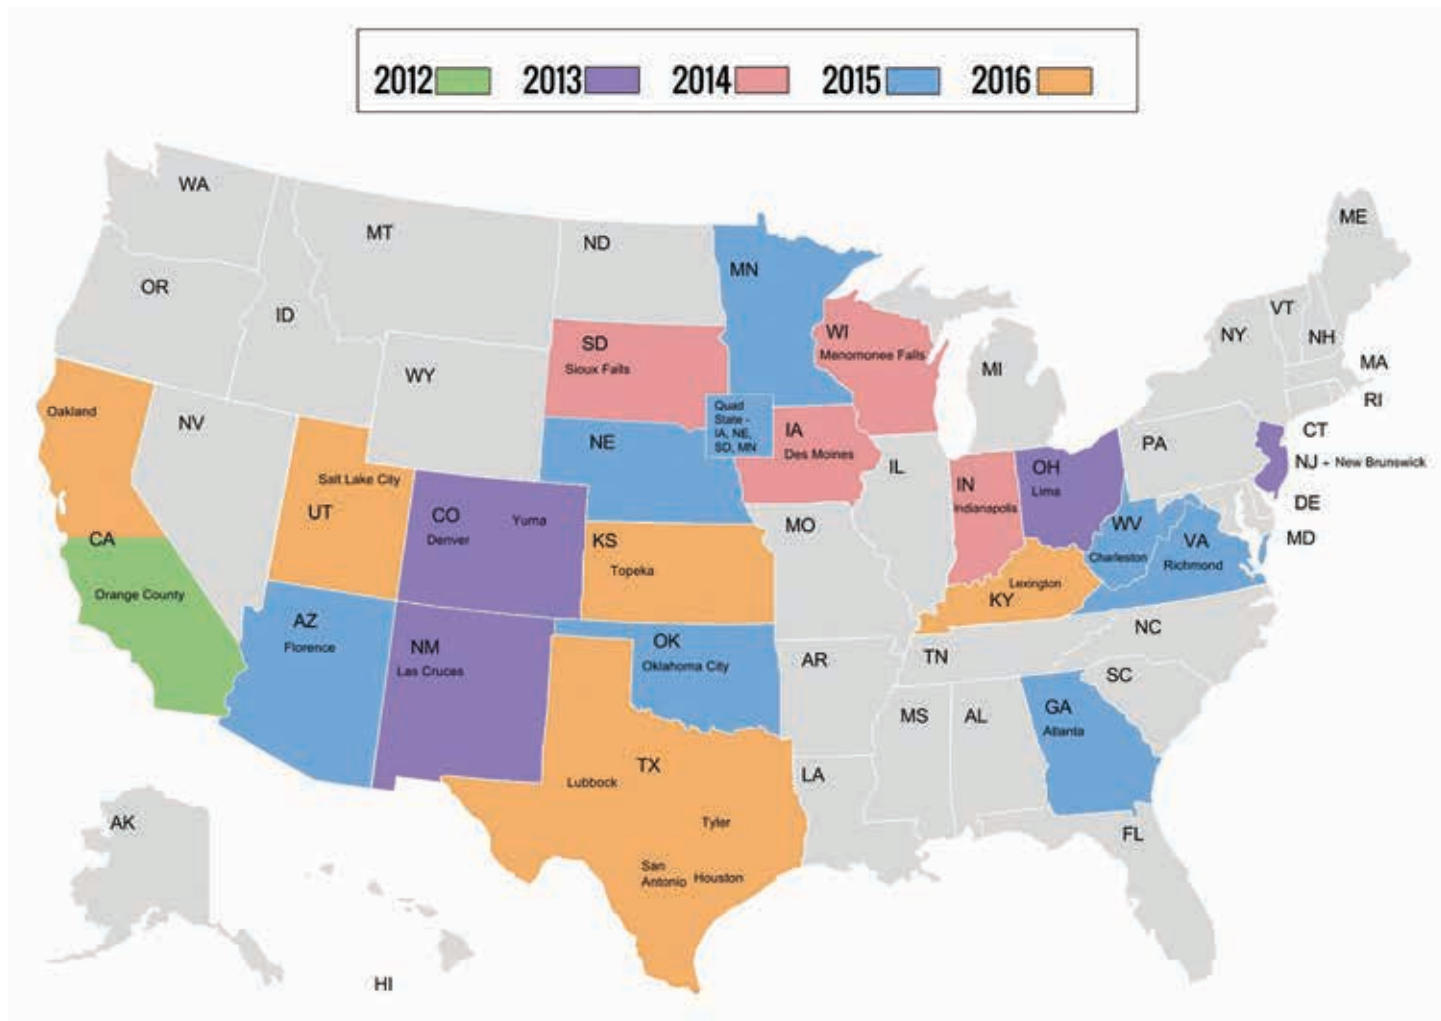 2012 2013 2014 2015 2016
WA
MT
ND
MN
ME
OR
ID
VT
NY
NH
SD
Sioux Falls
WI
Menomonee Falls
WY
MI
MA
RI
Oakland
NV
Quad
State -
IA, NE,
SD, MN
NE
IA
Des Moines
IL
PA
CT
NJ - New Brunswick
OH
Lima
IN
Indianapolis
Salt Lake City
UT
CO
Denver
Yuma
KS
Topeka
MO
WV
Charleston
VA
Richmond
DE
MD
CA
Orange County
Lexington
KY
AZ
Florence
NM
Las Cruces
OK
Oklahoma City
AR
TN
NC
SC
MS
AL
GA
Atlanta
TX
Lubbock
LA
Tyler
San
Antonio
Houston
FL
AK
HI